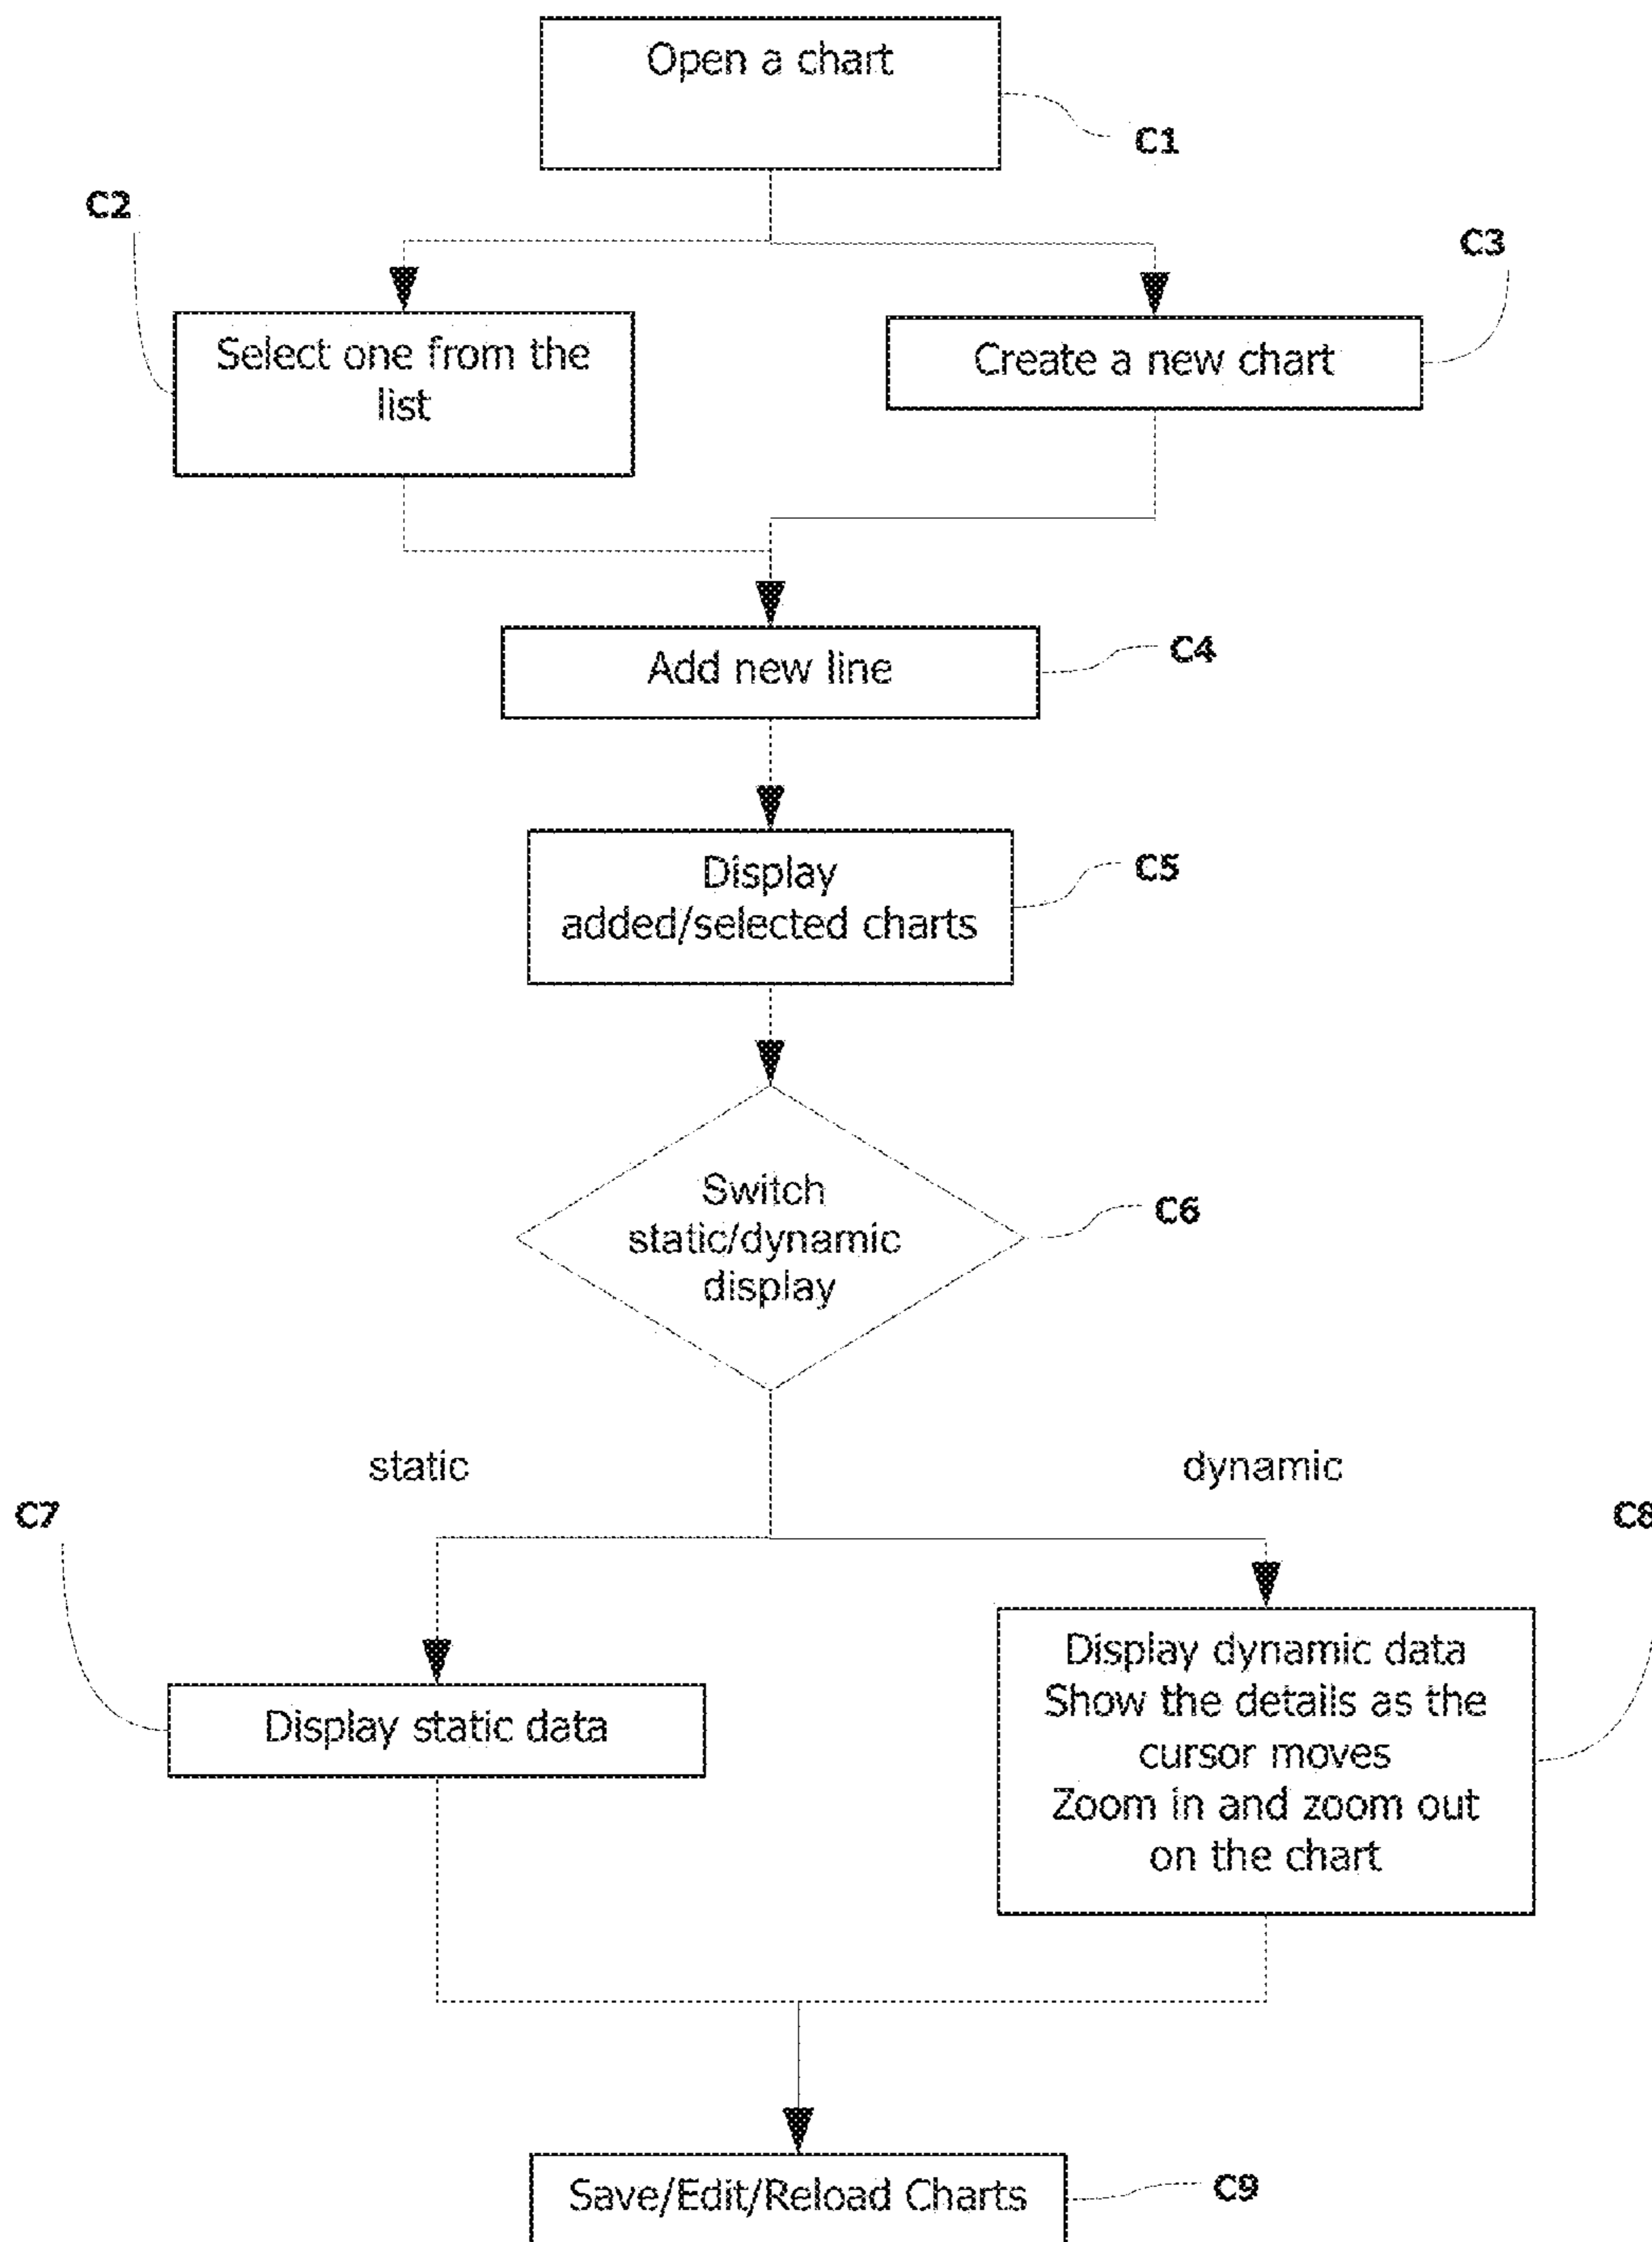 Open a chart
C1
C2
C3
Select one from the
list
Create a new chart
Add new line
C4
Display
added/selected charts
C5
Switch
static/dynamic
display
C6
static
dynamic
C7
C8
Display static data
Display dynamic data
Show the details as the
cursor moves
Zoom in and zoom out
on the chart
Save/Edit/Reload Charts
C9